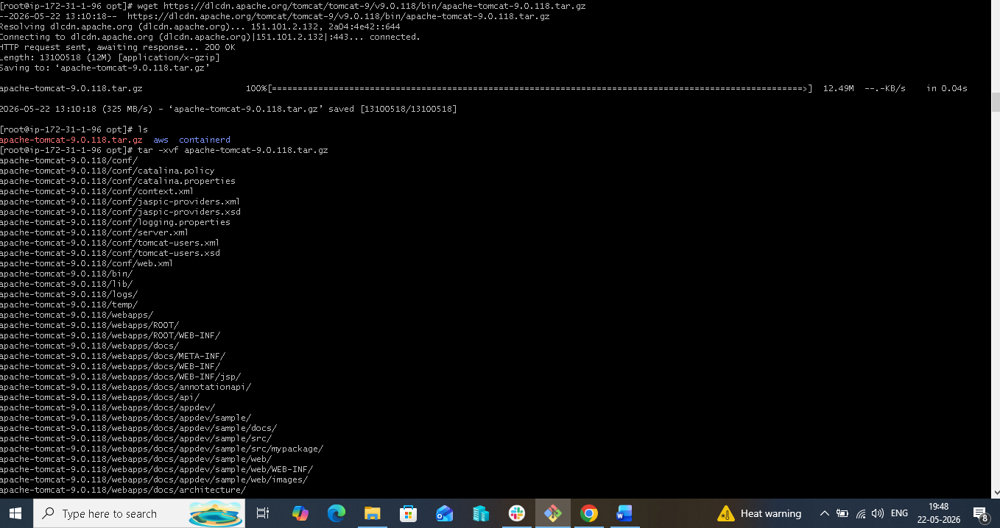 [root@ip-172-31-1-96 opt]# wget https://dlcdn.apache.org/tomcat/tomcat-9/v9.0.118/bin/apache-tomcat-9.0.118.tar.gz
--2026-05-22 13:10:18--  https://dlcdn.apache.org/tomcat/tomcat-9/v9.0.118/bin/apache-tomcat-9.0.118.tar.gz
Resolving dlcdn.apache.org (dlcdn.apache.org)... 151.101.2.132, 2a04:4e42::644
Connecting to dlcdn.apache.org (dlcdn.apache.org)|151.101.2.132|:443... connected.
HTTP request sent, awaiting response... 200 OK
Length: 13100518 (12M) [application/x-gzip]
Saving to: ‘apache-tomcat-9.0.118.tar.gz’
apache-tomcat-9.0.118.tar.gz 100%[=======================================================================================================>] 12.49M --.-KB/s in 0.04s
2026-05-22 13:10:18 (325 MB/s) - ‘apache-tomcat-9.0.118.tar.gz’ saved [13100518/13100518]
[root@ip-172-31-1-96 opt]# ls
apache-tomcat-9.0.118.tar.gz  aws  containerd
[root@ip-172-31-1-96 opt]# tar -xvf apache-tomcat-9.0.118.tar.gz
apache-tomcat-9.0.118/conf/
apache-tomcat-9.0.118/conf/catalina.policy
apache-tomcat-9.0.118/conf/catalina.properties
apache-tomcat-9.0.118/conf/context.xml
apache-tomcat-9.0.118/conf/jaspic-providers.xml
apache-tomcat-9.0.118/conf/jaspic-providers.xsd
apache-tomcat-9.0.118/conf/logging.properties
apache-tomcat-9.0.118/conf/server.xml
apache-tomcat-9.0.118/conf/tomcat-users.xml
apache-tomcat-9.0.118/conf/tomcat-users.xsd
apache-tomcat-9.0.118/conf/web.xml
apache-tomcat-9.0.118/bin/
apache-tomcat-9.0.118/lib/
apache-tomcat-9.0.118/logs/
apache-tomcat-9.0.118/temp/
apache-tomcat-9.0.118/webapps/
apache-tomcat-9.0.118/webapps/ROOT/
apache-tomcat-9.0.118/webapps/ROOT/WEB-INF/
apache-tomcat-9.0.118/webapps/docs/
apache-tomcat-9.0.118/webapps/docs/META-INF/
apache-tomcat-9.0.118/webapps/docs/WEB-INF/
apache-tomcat-9.0.118/webapps/docs/WEB-INF/jsp/
apache-tomcat-9.0.118/webapps/docs/annotationapi/
apache-tomcat-9.0.118/webapps/docs/api/
apache-tomcat-9.0.118/webapps/docs/appdev/
apache-tomcat-9.0.118/webapps/docs/appdev/sample/
apache-tomcat-9.0.118/webapps/docs/appdev/sample/docs/
apache-tomcat-9.0.118/webapps/docs/appdev/sample/src/
apache-tomcat-9.0.118/webapps/docs/appdev/sample/src/mypackage/
apache-tomcat-9.0.118/webapps/docs/appdev/sample/web/
apache-tomcat-9.0.118/webapps/docs/appdev/sample/web/WEB-INF/
apache-tomcat-9.0.118/webapps/docs/appdev/sample/web/images/
apache-tomcat-9.0.118/webapps/docs/architecture/
Type here to search
Heat warning
ENG
19:48
22-05-2026
8